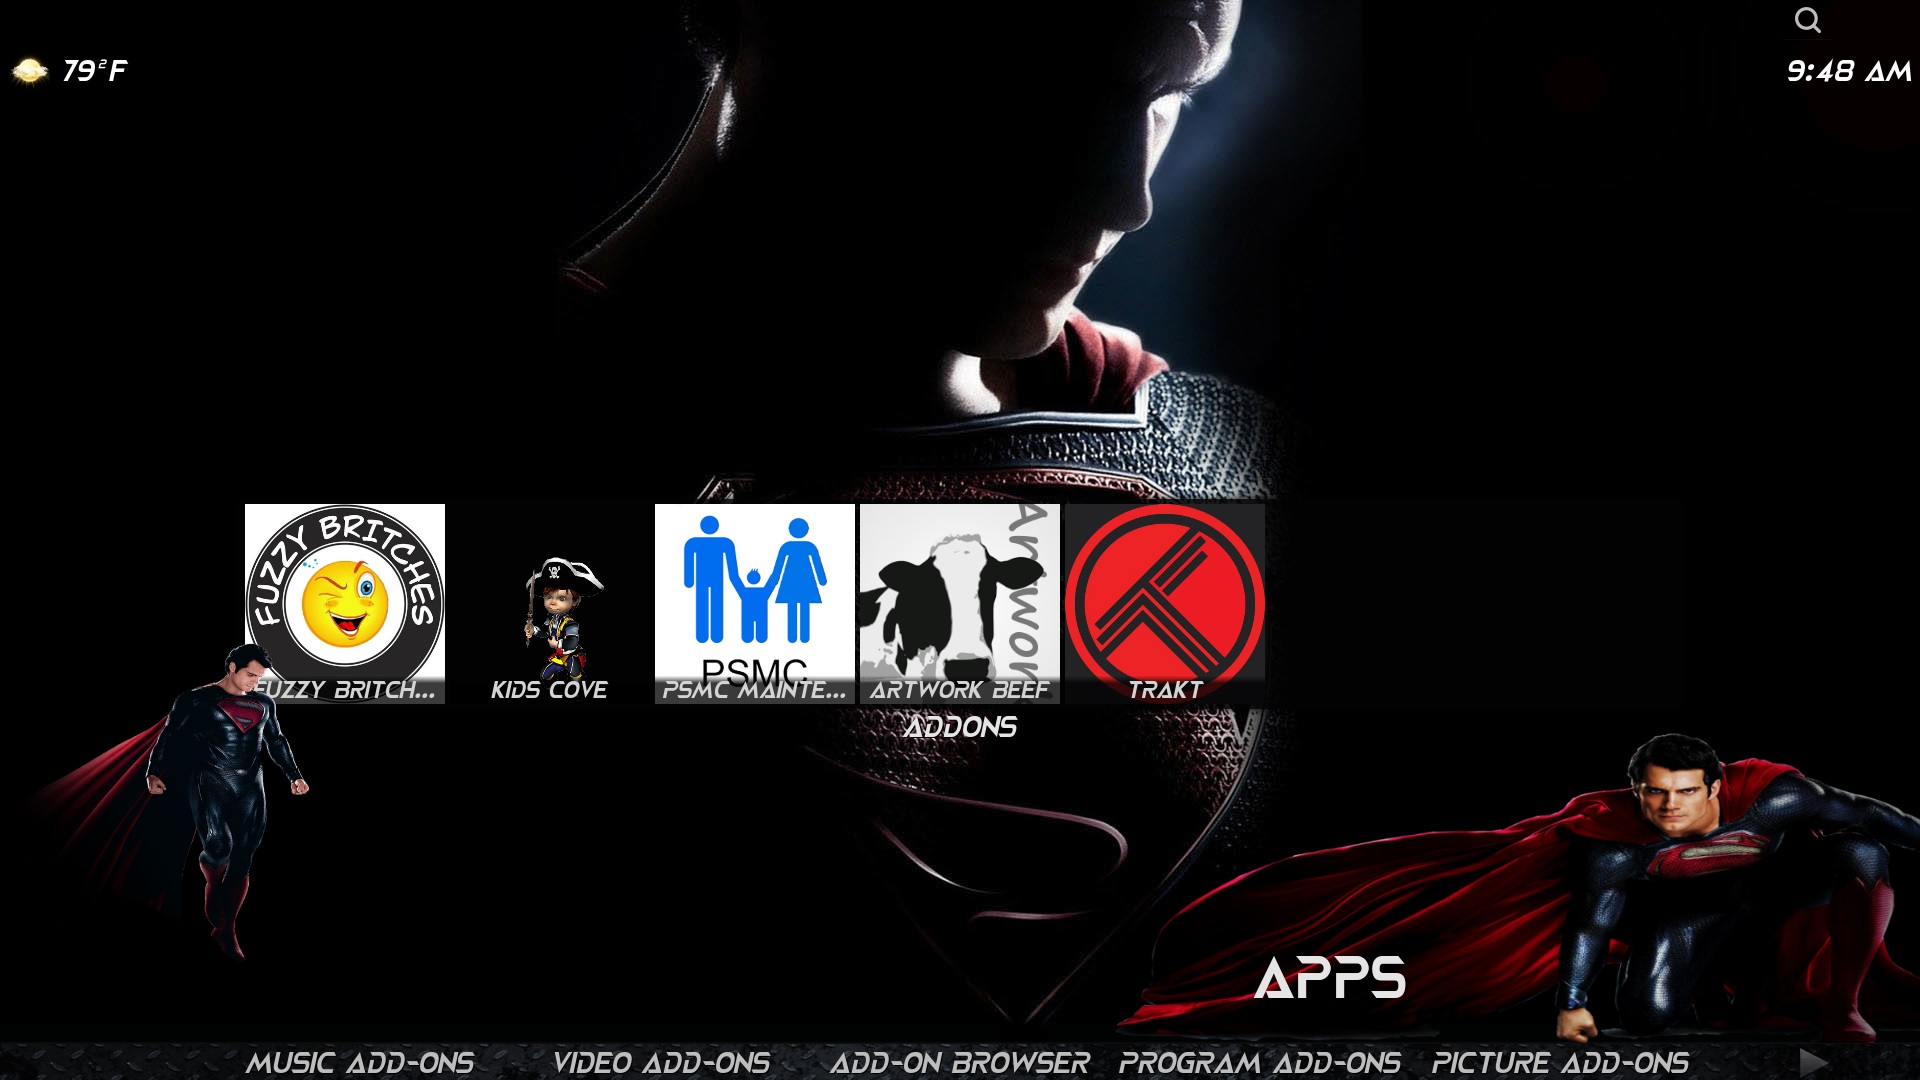 79²F
9:48 AM
FUZZY BRITCHES
PSMC
Artwork
FUZZY BRITCH...
KIDS COVE
PSMC MAINTE...
ARTWORK BEEF
TRAKT
ADDONS
APPS
MUSIC ADD-ONS
VIDEO ADD-ONS
ADD-ON BROWSER
PROGRAM ADD-ONS
PICTURE ADD-ONS